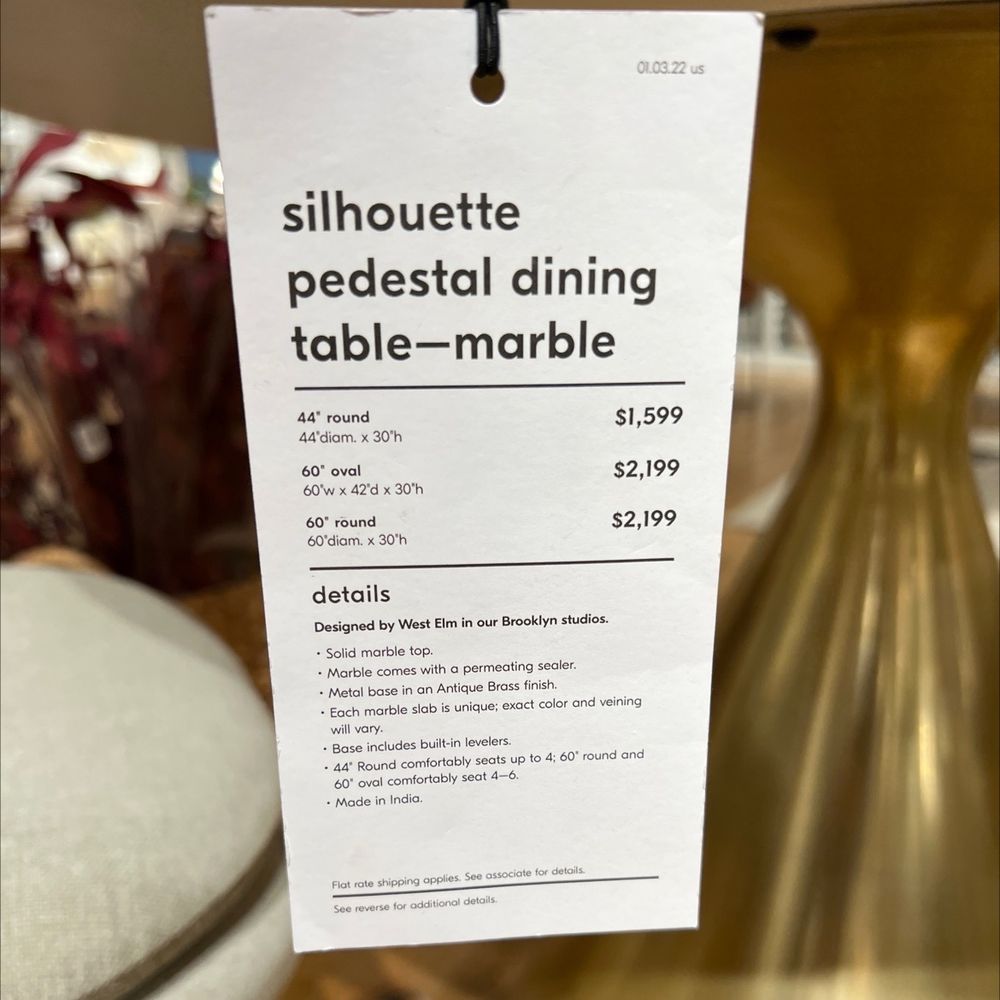 01.03.22 us
silhouette
pedestal dining
table—marble
44" round $1,599
44"diam. x 30"h
60" oval $2,199
60"w x 42"d x 30"h
60" round $2,199
60"diam. x 30"h
details
Designed by West Elm in our Brooklyn studios.
• Solid marble top.
• Marble comes with a permeating sealer.
• Metal base in an Antique Brass finish.
• Each marble slab is unique; exact color and veining
will vary.
• Base includes built-in levelers.
• 44" Round comfortably seats up to 4; 60" round and
60" oval comfortably seat 4–6.
• Made in India.
Flat rate shipping applies. See associate for details.
See reverse for additional details.